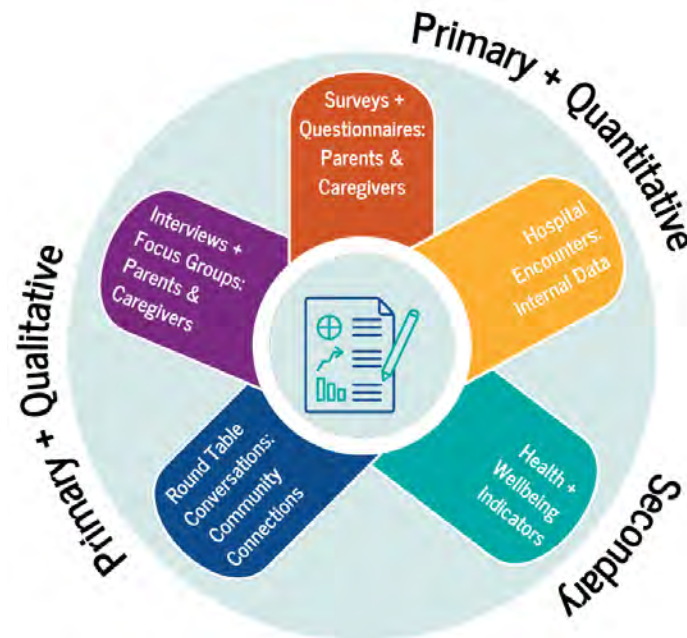 Primary + Quantitative
Surveys +
Questionnaires:
Parents &
Caregivers
Hospital
Encounters:
Internal Data
Health +
Wellbeing
Indicators
Secondary
Round Table
Conversations:
Community
Connections
Interviews +
Focus Groups:
Parents &
Caregivers
Primary + Qualitative